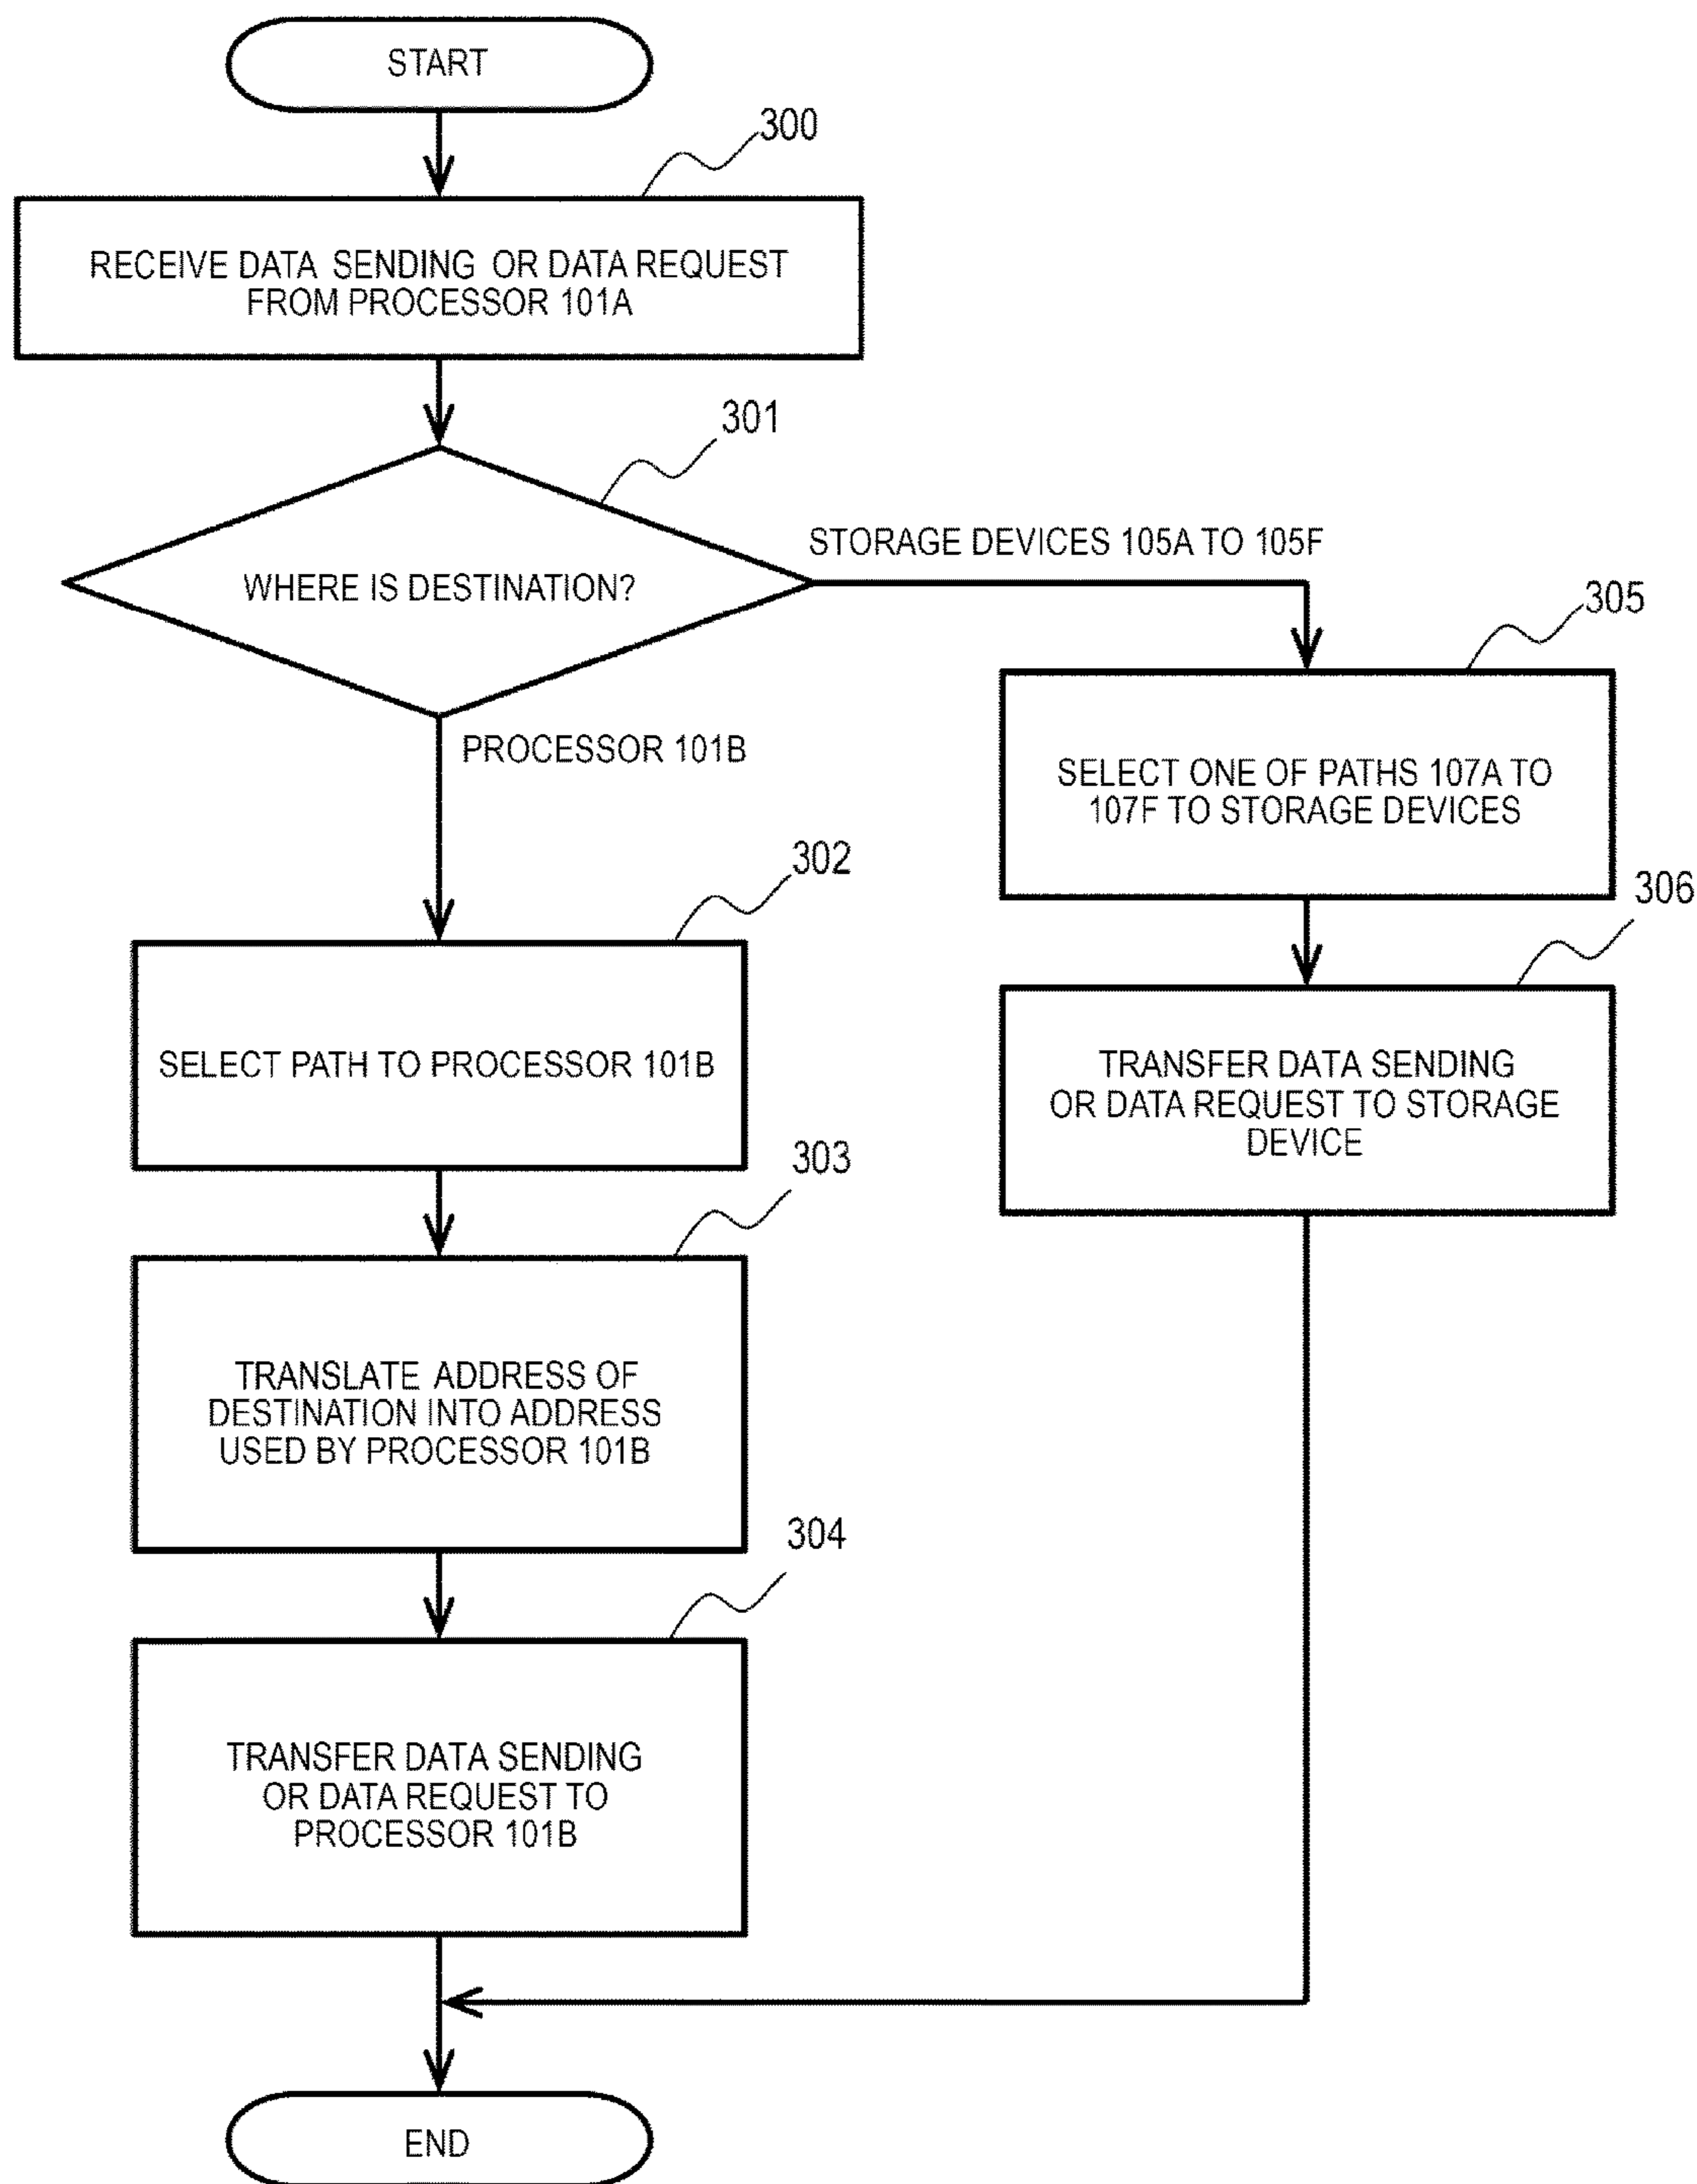 START
300
RECEIVE DATA SENDING OR DATA REQUEST
FROM PROCESSOR 101A
301
STORAGE DEVICES 105A TO 105F
WHERE IS DESTINATION?
305
PROCESSOR 101B
SELECT ONE OF PATHS 107A TO
107F TO STORAGE DEVICES
302
306
SELECT PATH TO PROCESSOR 101B
TRANSFER DATA SENDING
OR DATA REQUEST TO STORAGE
DEVICE
303
TRANSLATE ADDRESS OF
DESTINATION INTO ADDRESS
USED BY PROCESSOR 101B
304
TRANSFER DATA SENDING
OR DATA REQUEST TO
PROCESSOR 101B
END